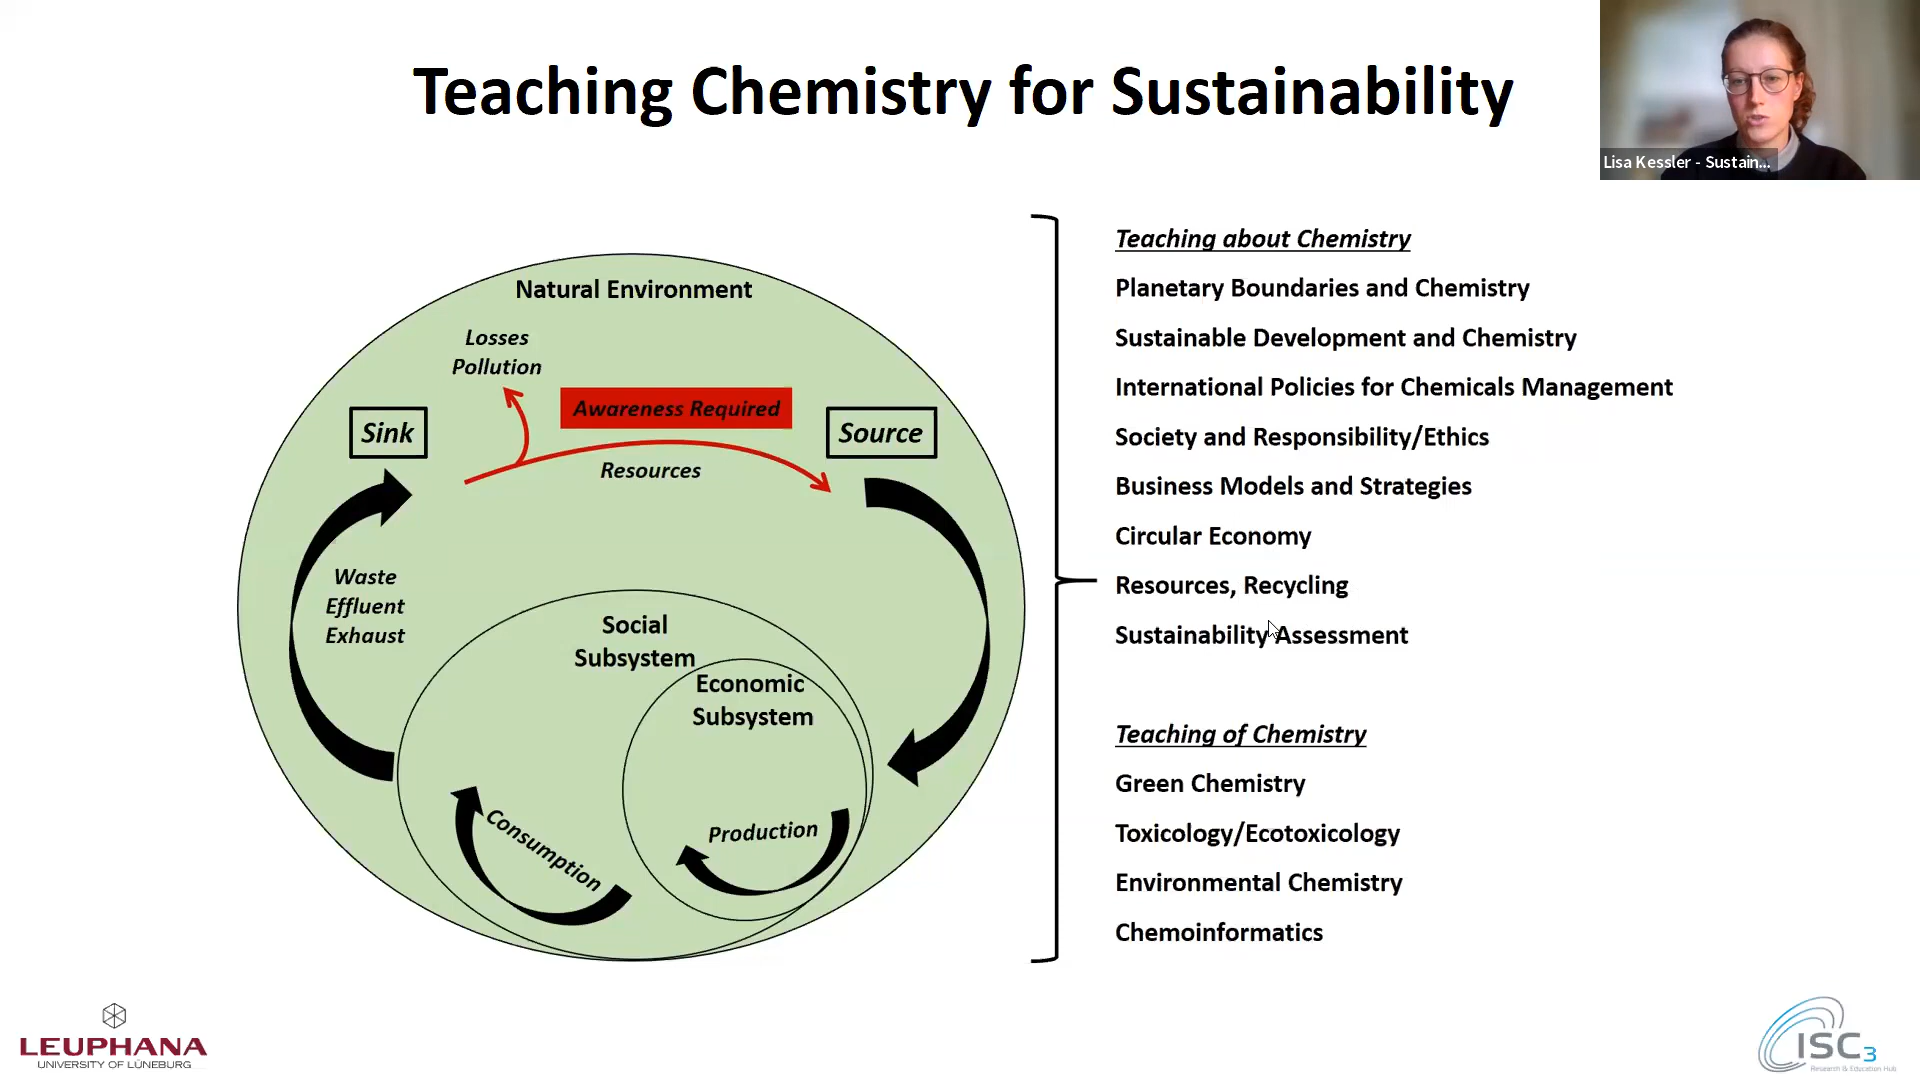 Teaching Chemistry for Sustainability
Lisa Kessler - Sustain...
Natural Environment
Losses
Pollution
Awareness Required
Sink
Source
Resources
Waste
Effluent
Exhaust
Social
Subsystem
Economic
Subsystem
Consumption
Production
Teaching about Chemistry
Planetary Boundaries and Chemistry
Sustainable Development and Chemistry
International Policies for Chemicals Management
Society and Responsibility/Ethics
Business Models and Strategies
Circular Economy
Resources, Recycling
Sustainability Assessment
Teaching of Chemistry
Green Chemistry
Toxicology/Ecotoxicology
Environmental Chemistry
Chemoinformatics
LEUPHANA
UNIVERSITY OF LÜNEBURG
ISC3
Research & Education Hub